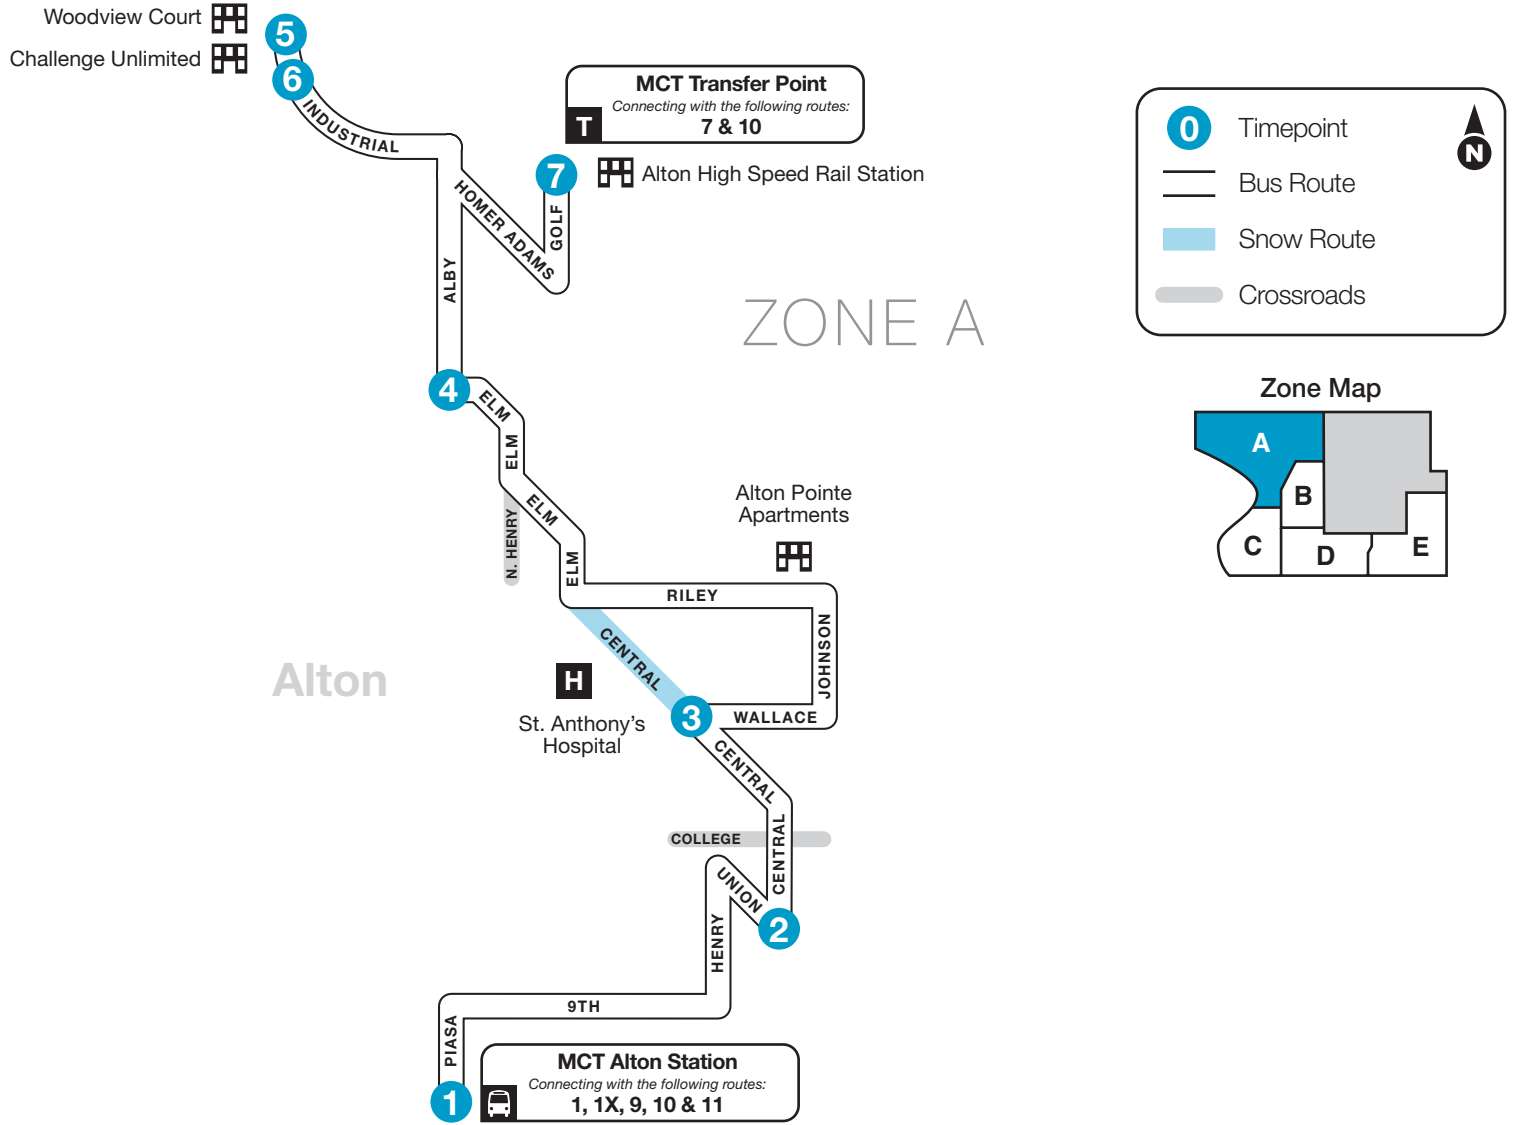 Woodview Court
Challenge Unlimited
5
6
INDUSTRIAL
MCT Transfer Point
Connecting with the following routes:
T
7 & 10
7
Alton High Speed Rail Station
HOMER ADAMS
GOLF
ALBY
ZONE A
4
ELM
ELM
ELM
N. HENRY
ELM
Alton Pointe
Apartments
RILEY
JOHNSON
CENTRAL
Alton
H
St. Anthony’s
Hospital
3
WALLACE
CENTRAL
COLLEGE
CENTRAL
UNION
2
HENRY
9TH
PIASA
1
MCT Alton Station
Connecting with the following routes:
1, 1X, 9, 10 & 11
0
Timepoint
N
Bus Route
Snow Route
Crossroads
Zone Map
A
B
C
D
E